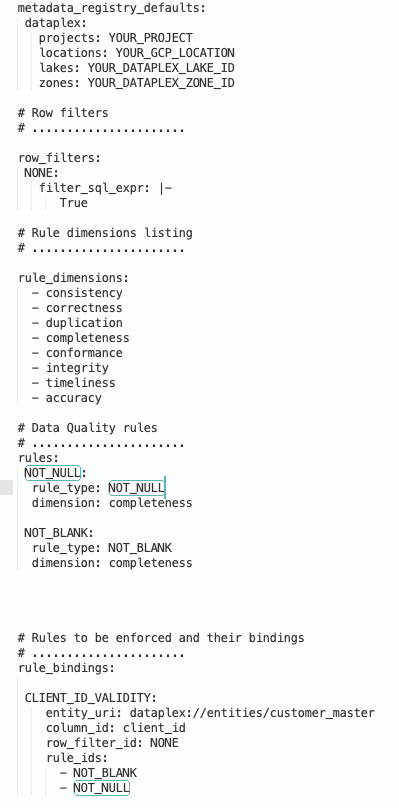 metadata_registry_defaults:
dataplex:
projects: YOUR_PROJECT
locations: YOUR_GCP_LOCATION
lakes: YOUR_DATAPLEX_LAKE_ID
zones: YOUR_DATAPLEX_ZONE_ID
# Row filters
# ......................
row_filters:
NONE:
filter_sql_expr: |-
True
# Rule dimensions listing
# ......................
rule_dimensions:
- consistency
- correctness
- duplication
- completeness
- conformance
- integrity
- timeliness
- accuracy
# Data Quality rules
# ......................
rules:
NOT_NULL:
rule_type: NOT_NULL
dimension: completeness
NOT_BLANK:
rule_type: NOT_BLANK
dimension: completeness
# Rules to be enforced and their bindings
# ......................
rule_bindings:
CLIENT_ID_VALIDITY:
entity_uri: dataplex://entities/customer_master
column_id: client_id
row_filter_id: NONE
rule_ids:
- NOT_BLANK
- NOT_NULL